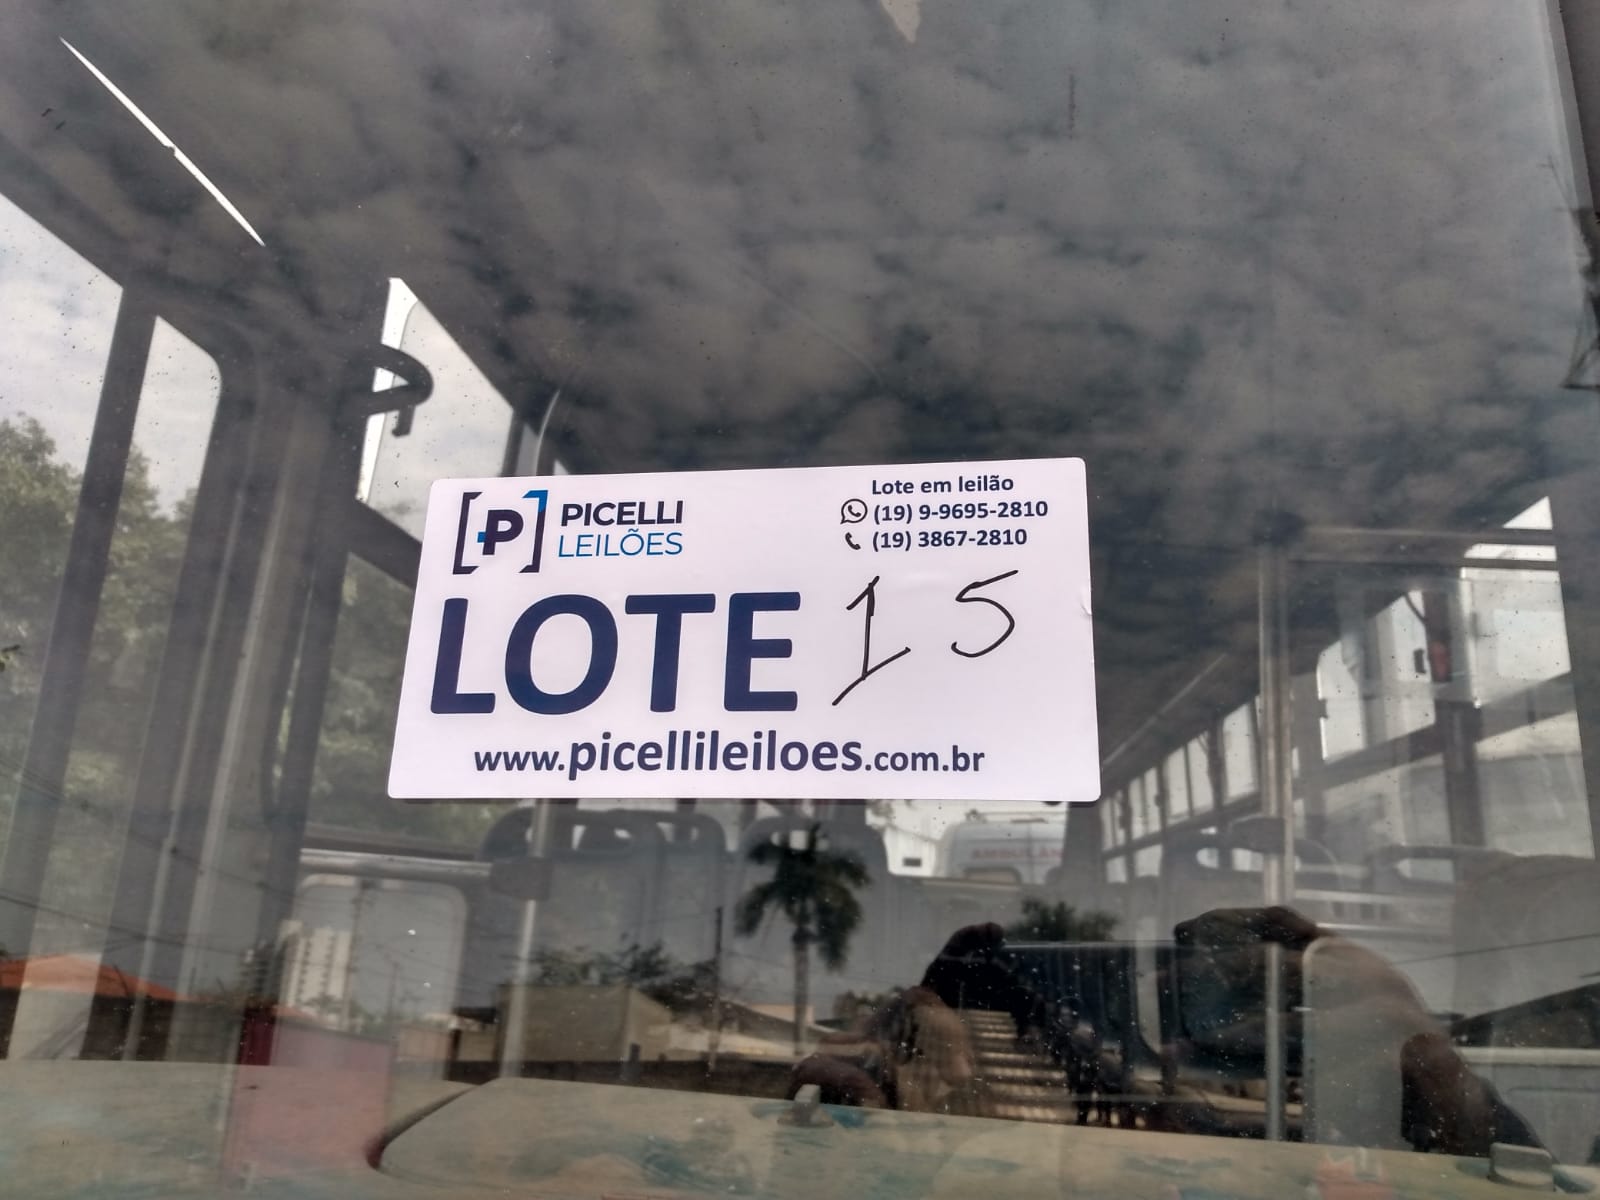 PICELLI
LEILÕES
Lote em leilão
(19) 9-9695-2810
(19) 3867-2810
LOTE 15
www.picellileiloes.com.br